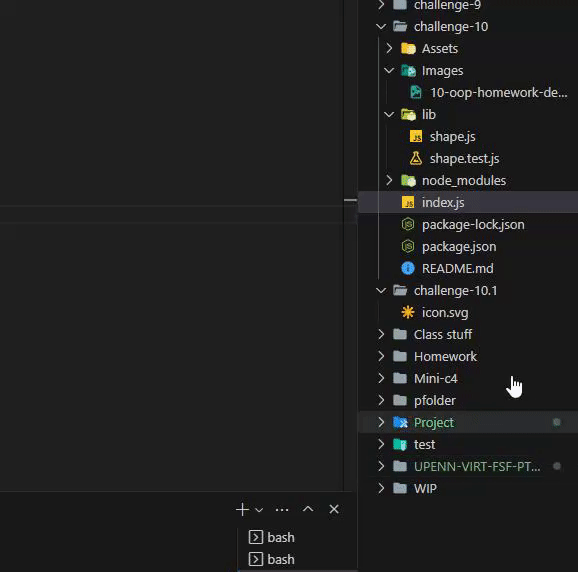 challenge-9
challenge-10
Assets
Images
10-oop-homework-de...
lib
shape.js
shape.test.js
node_modules
index.js
package-lock.json
package.json
README.md
challenge-10.1
icon.svg
Class stuff
Homework
Mini-c4
pfolder
Project
test
UPENN-VIRT-FSF-PT...
WIP
bash
bash